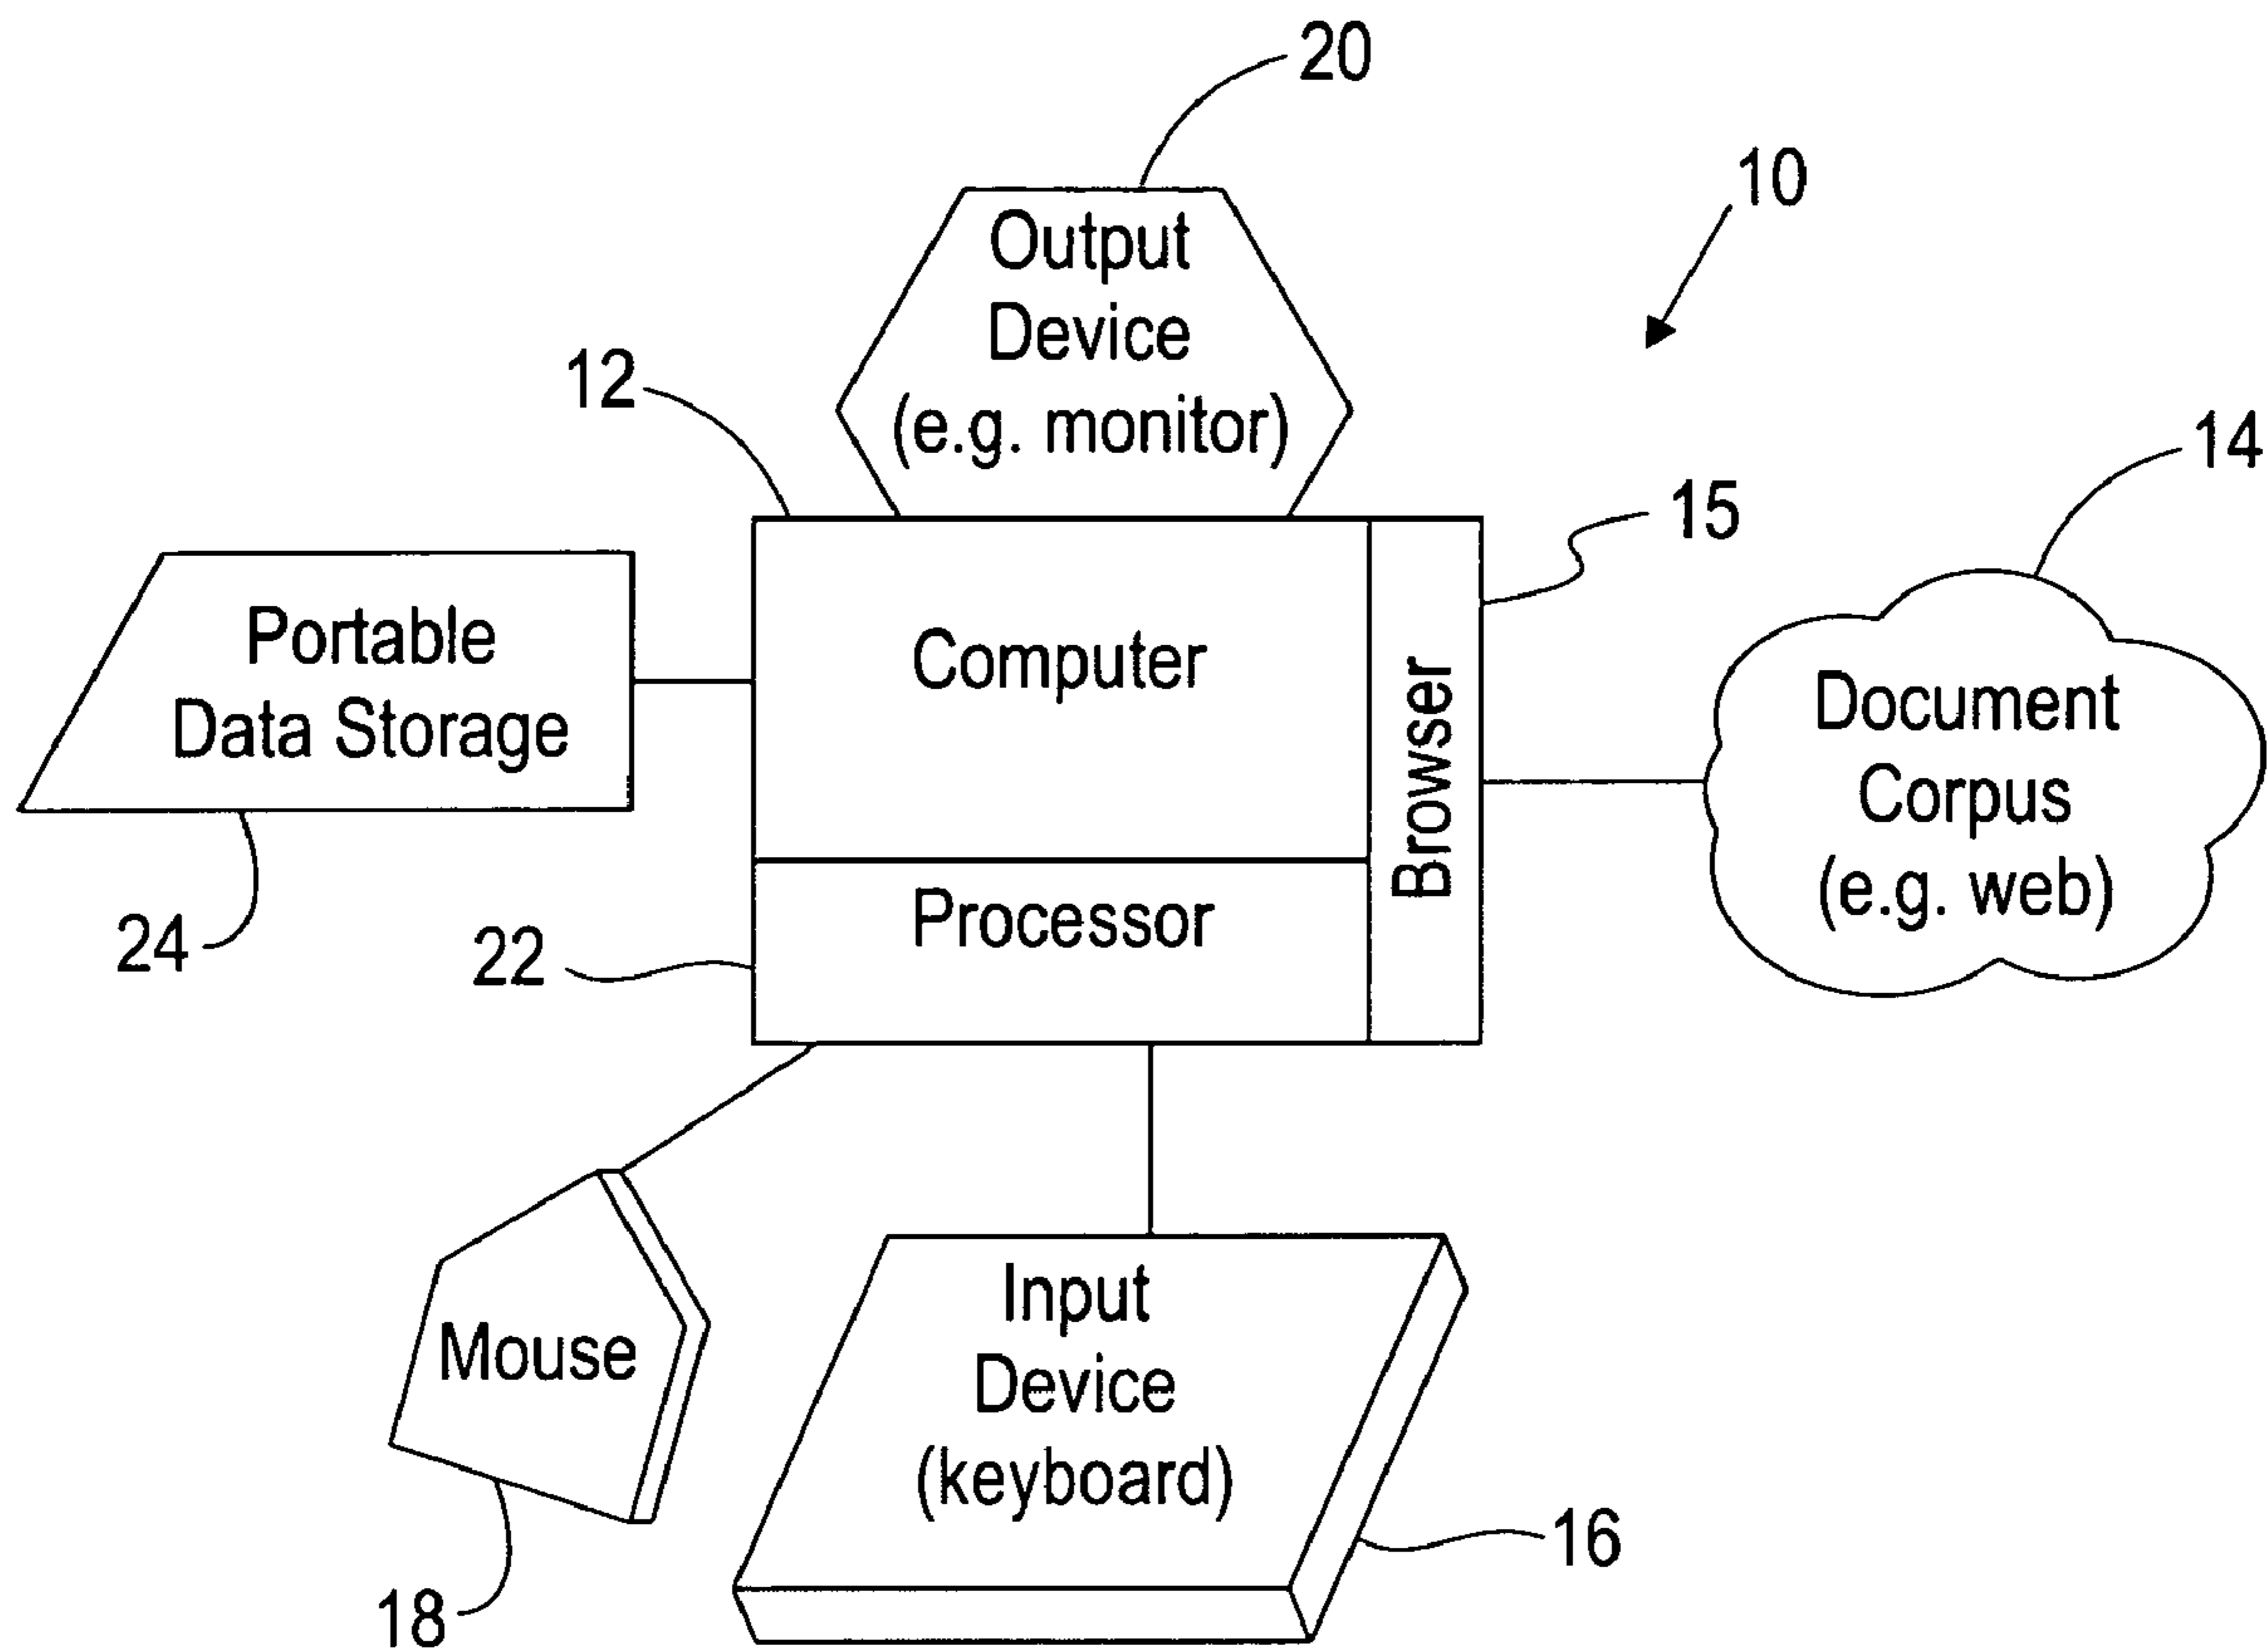 20
10
Output
Device
(e.g. monitor)
12
14
15
Portable
Data Storage
Computer
Browser
Document
Corpus
(e.g. web)
Processor
24
22
Mouse
Input
Device
(keyboard)
16
18